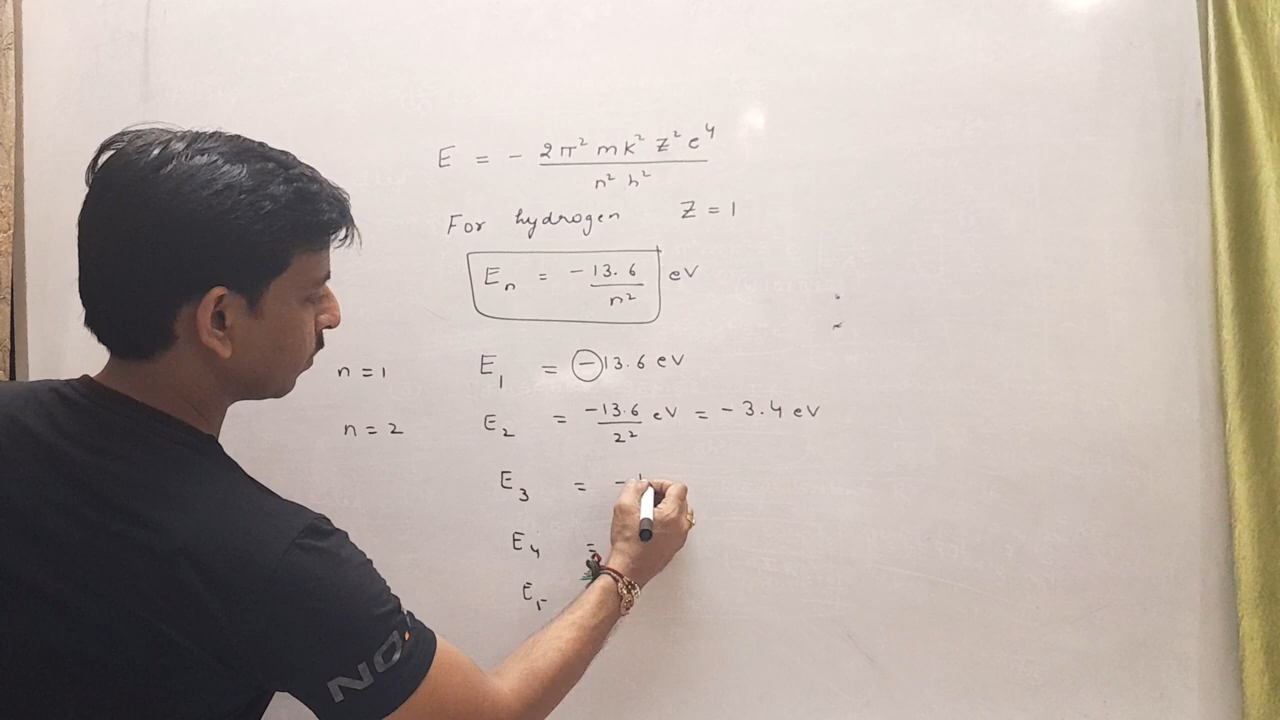 E = - 2π² mk² z² e⁴ / n² h²
For hydrogen Z = 1
Eₙ = -13.6 / n² eV
n = 1 E₁ = -13.6 eV
n = 2 E₂ = -13.6 / 2² eV = -3.4 eV
E₃ = -
E₄ =
E₅
NO